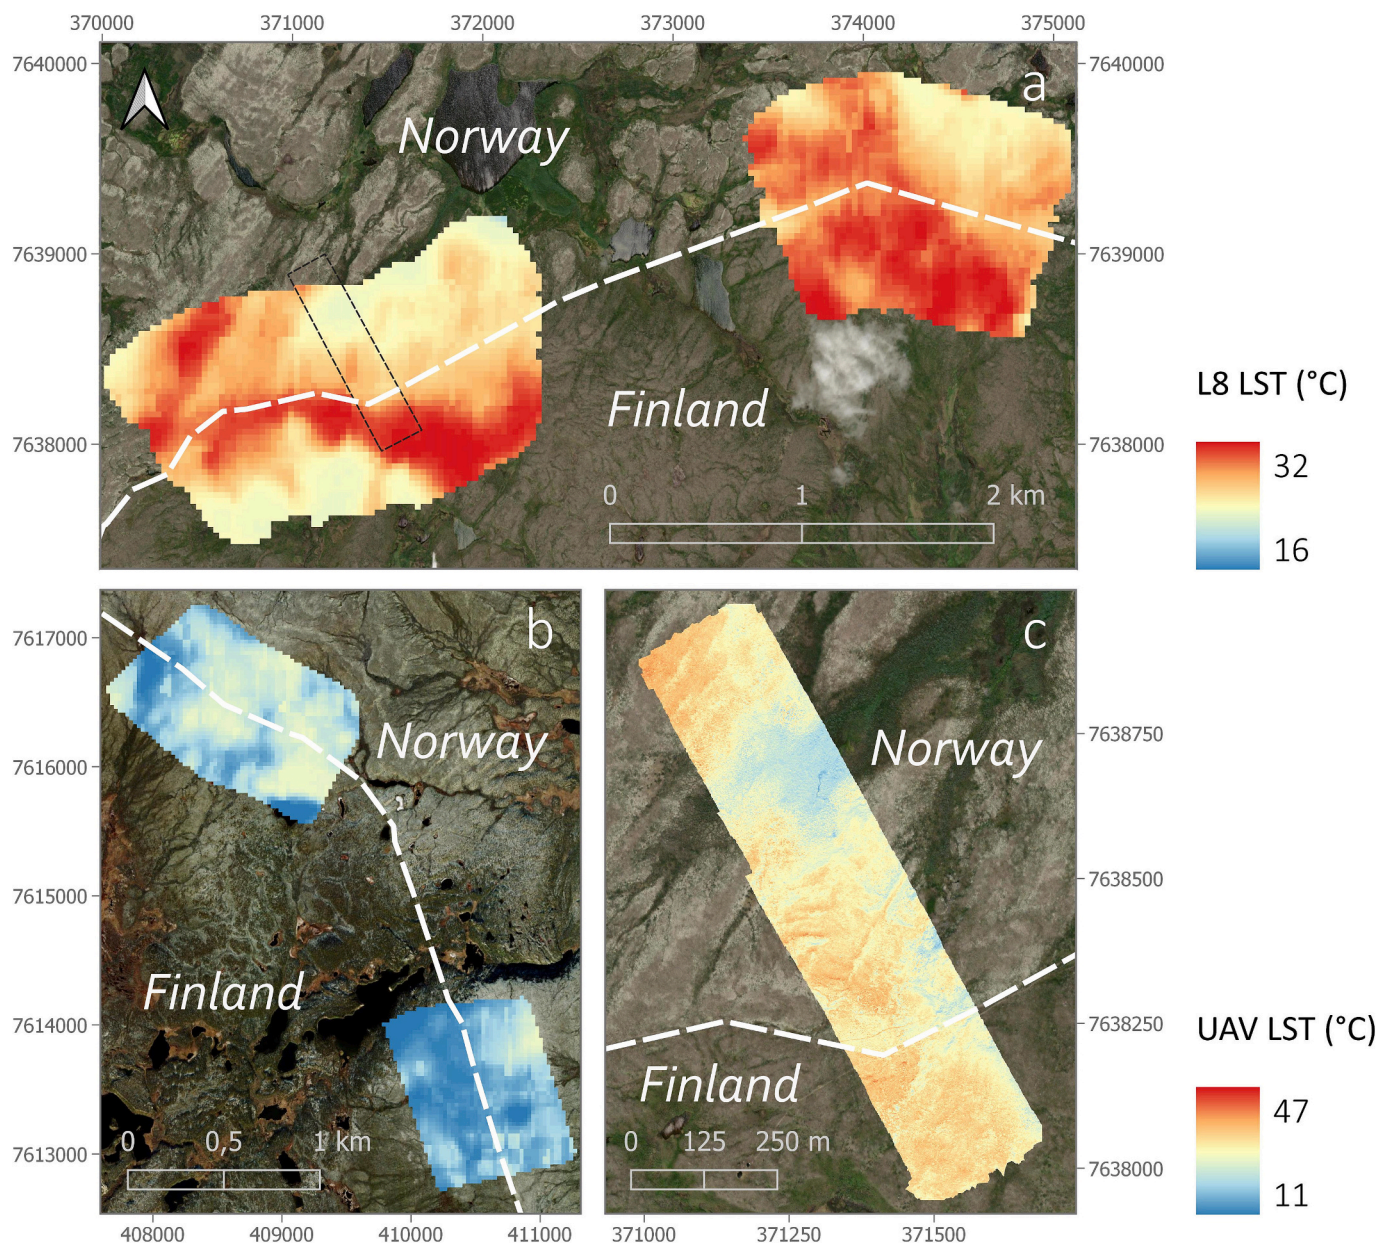 370000 371000 372000 373000 374000 375000
7640000 7640000
a
Norway
7639000 7639000
Finland
7638000 7638000
0 1 2 km
L8 LST (°C)
32
16
b
c
7617000
Norway
7616000
Norway
7638750
7615000
7638500
Finland
7614000
7638250
Finland
7613000
0 0,5 1 km
0 125 250 m
7638000
408000 409000 410000 411000
371000 371250 371500
UAV LST (°C)
47
11